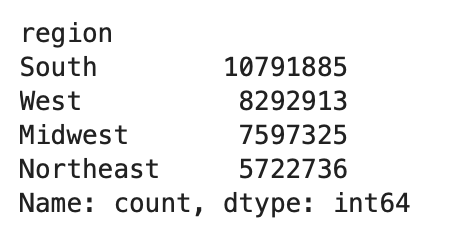 region
South        10791885
West          8292913
Midwest       7597325
Northeast     5722736
Name: count, dtype: int64